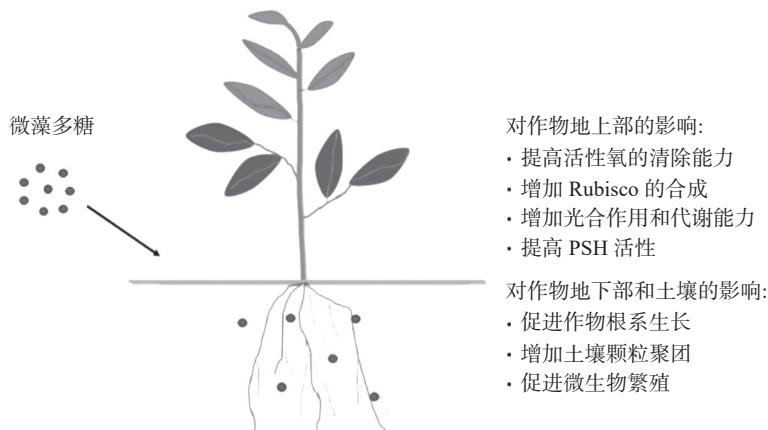 微藻多糖
对作物地上部的影响:
· 提高活性氧的清除能力
· 增加 Rubisco 的合成
· 增加光合作用和代谢能力
· 提高 PSH 活性
对作物地下部和土壤的影响:
· 促进作物根系生长
· 增加土壤颗粒聚团
· 促进微生物繁殖